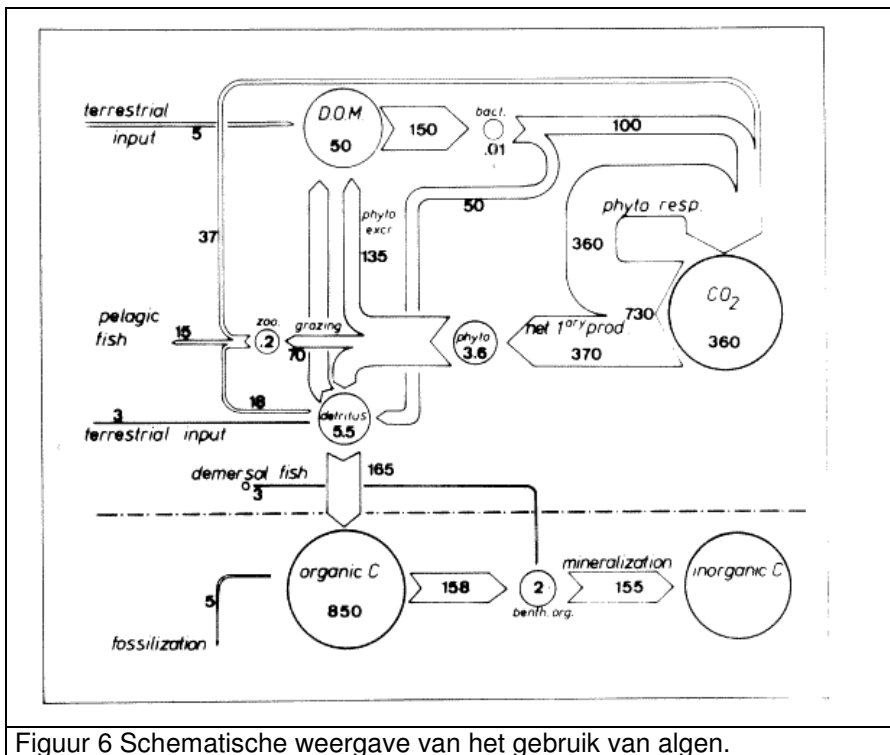 terrestrial
input
5
D.O.M.
50
150
bact.
.01
100
50
37
phyto
excr
135
phyto resp.
360
730
CO2
360
pelagic
fish
15
zoo.
.2
grazing
70
phyto
3.6
net 1ary prod.
370
18
detritus
5.5
3
terrestrial input
demersal fish
3
165
organic C
850
158
2
benth. org.
mineralization
155
inorganic C
5
fossilization
Figuur 6 Schematische weergave van het gebruik van algen.